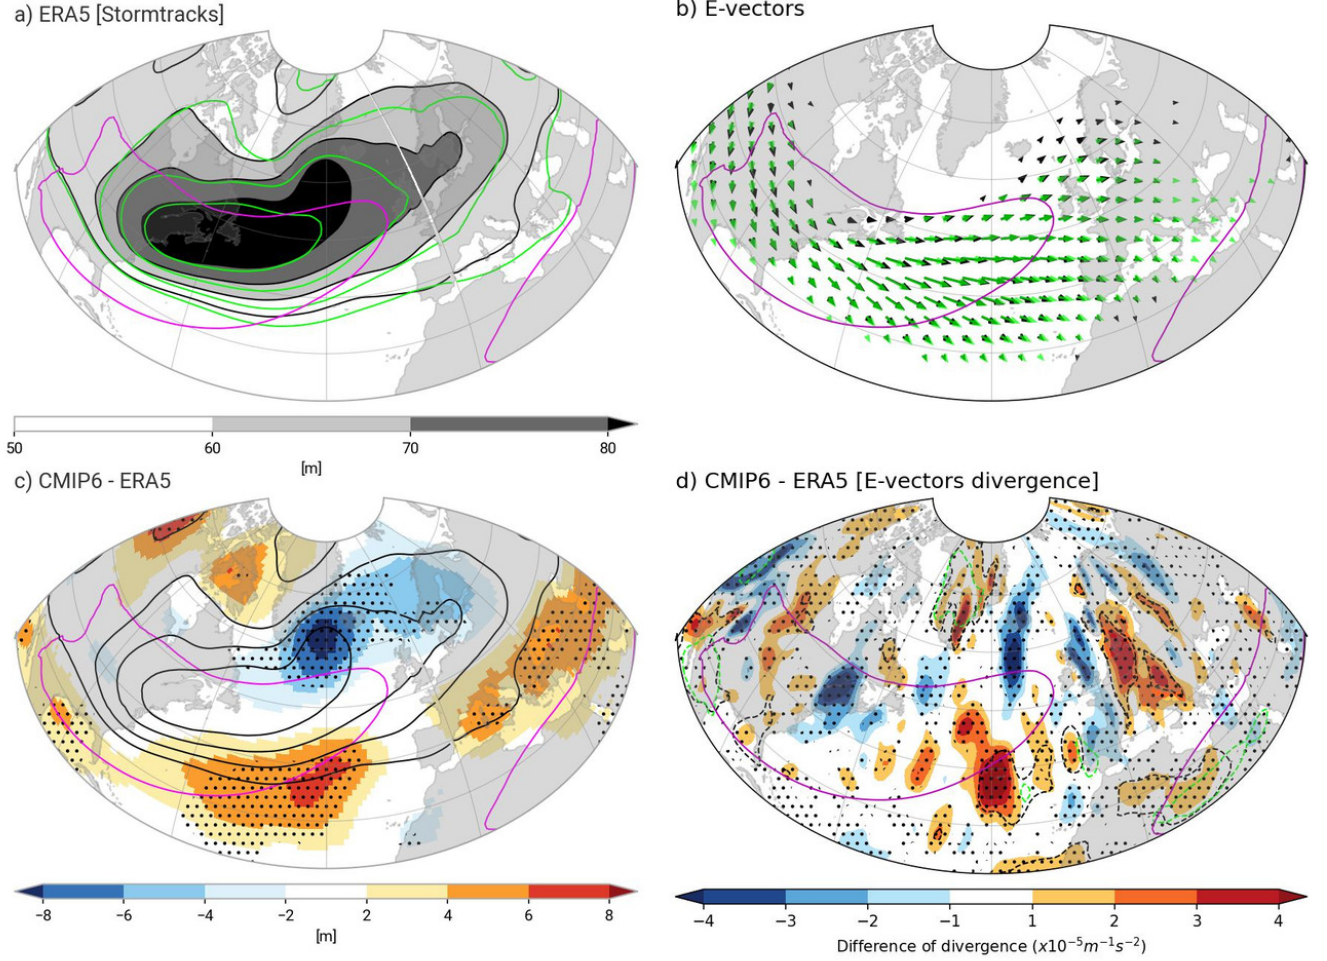 a) ERA5 [Stormtracks]
b) E-vectors
50 60 70 80
[m]
c) CMIP6 - ERA5
d) CMIP6 - ERA5 [E-vectors divergence]
−8 −6 −4 −2 2 4 6 8
[m]
−4 −3 −2 −1 1 2 3 4
Difference of divergence (x10⁻⁵m⁻¹s⁻²)